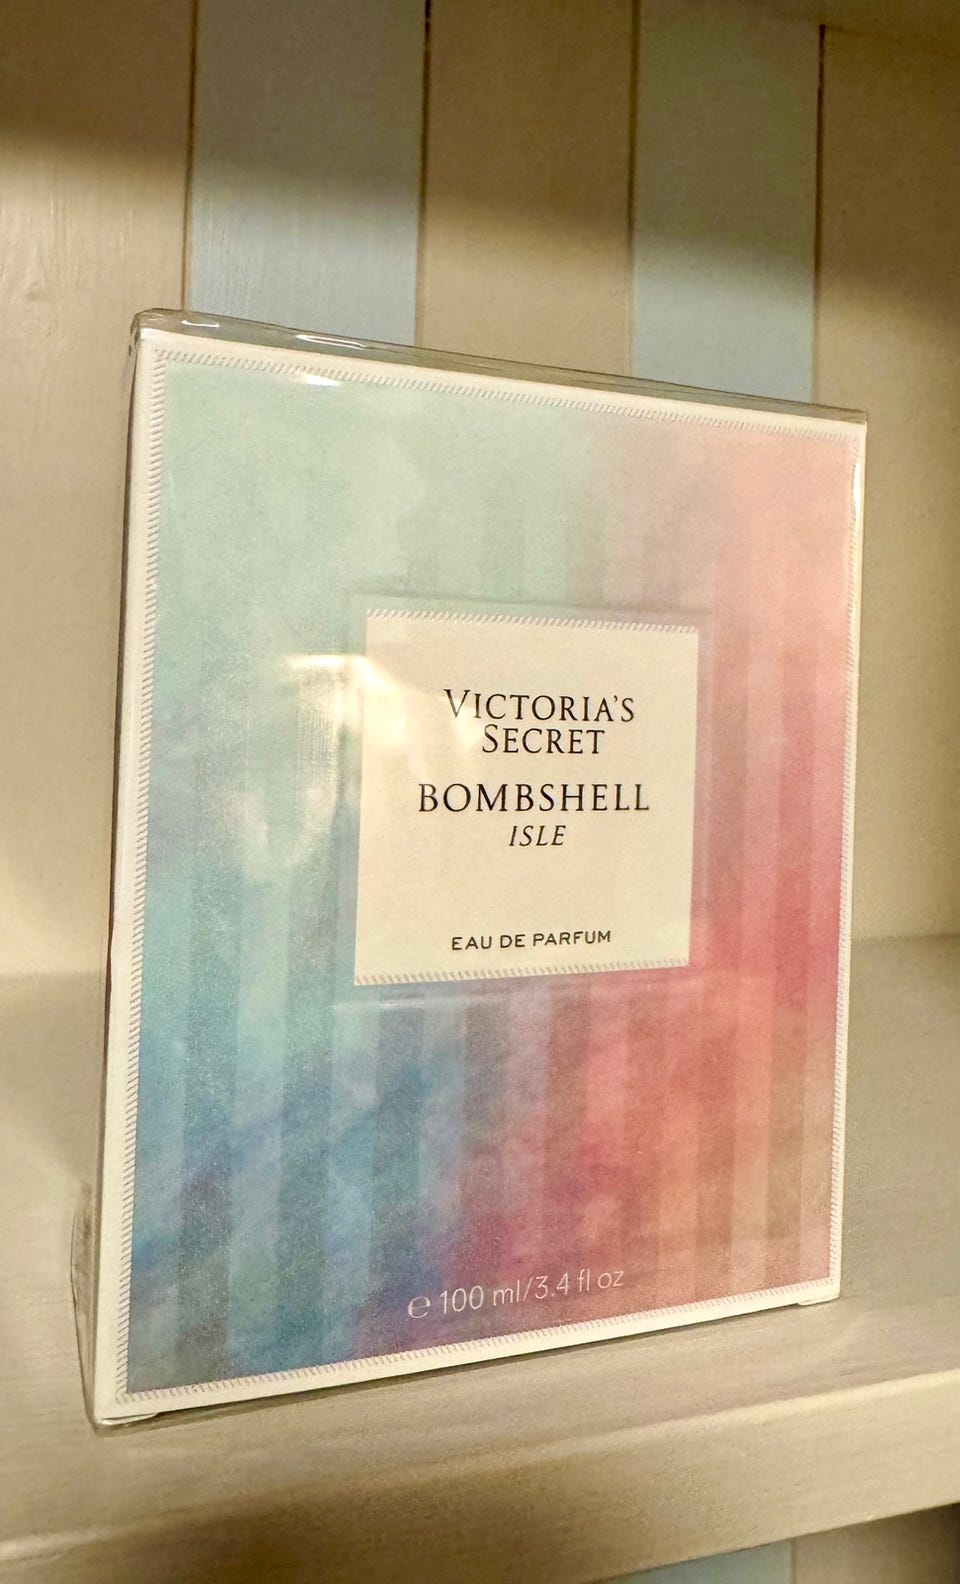 VICTORIA'S
SECRET
BOMBSHELL
ISLE
EAU DE PARFUM
℮ 100 ml/3.4 fl oz